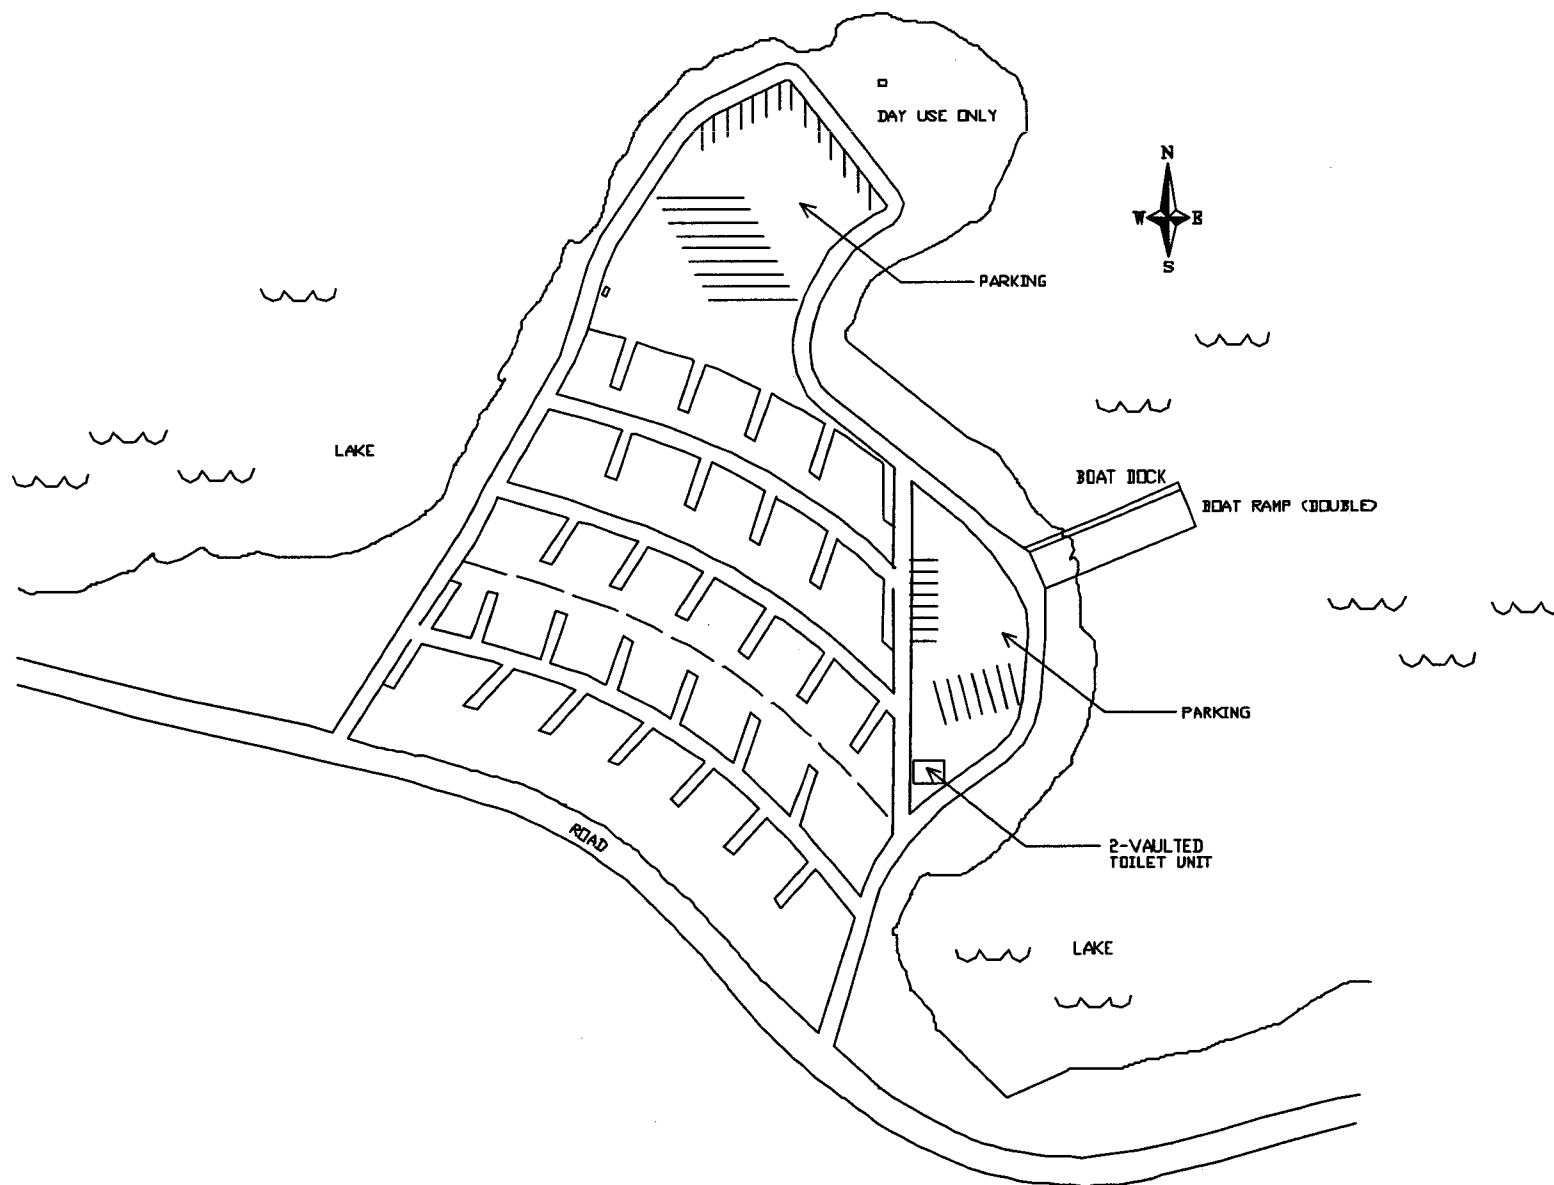 DAY USE ONLY
N
W E
S
PARKING
LAKE
BOAT DOCK
BOAT RAMP (DOUBLE)
PARKING
ROAD
2-VAULTED
TOILET UNIT
LAKE